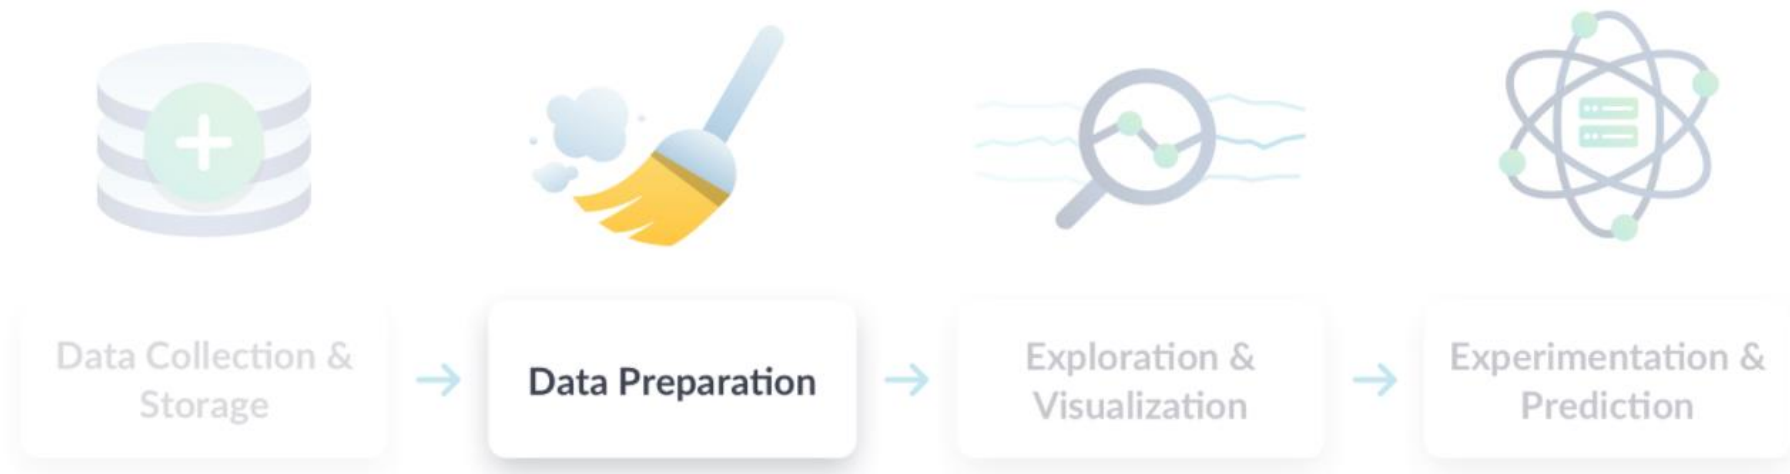 Data Collection &
Storage
Data Preparation
Exploration &
Visualization
Experimentation &
Prediction